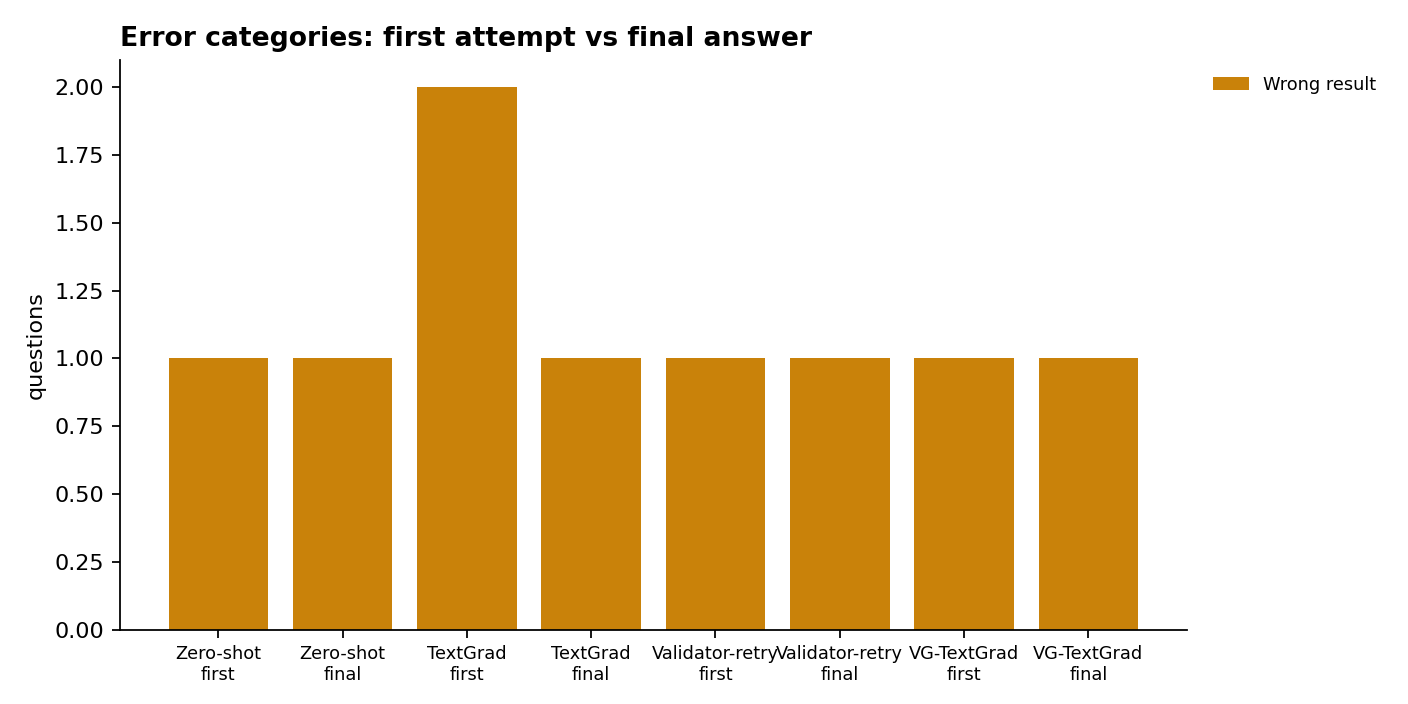 Error categories: first attempt vs final answer
Wrong result
2.00
1.75
1.50
1.25
1.00
0.75
0.50
0.25
0.00
questions
Zero-shot
first
Zero-shot
final
TextGrad
first
TextGrad
final
Validator-retry
first
Validator-retry
final
VG-TextGrad
first
VG-TextGrad
final